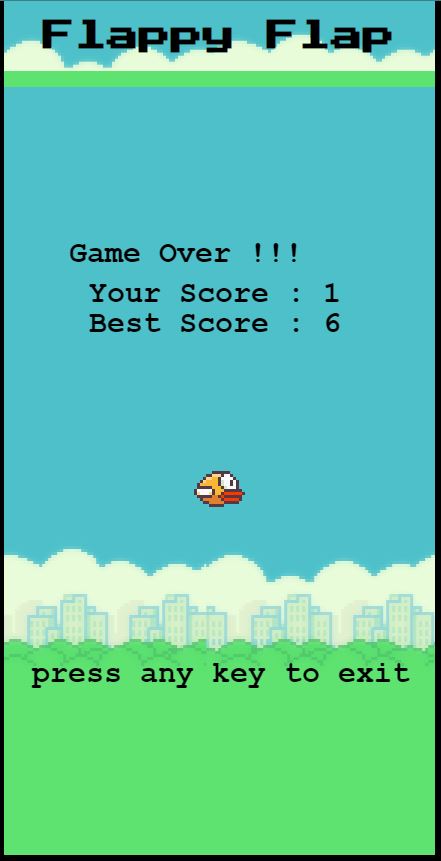 Flappy Flap
Game Over !!!
Your Score : 1
Best Score : 6
press any key to exit